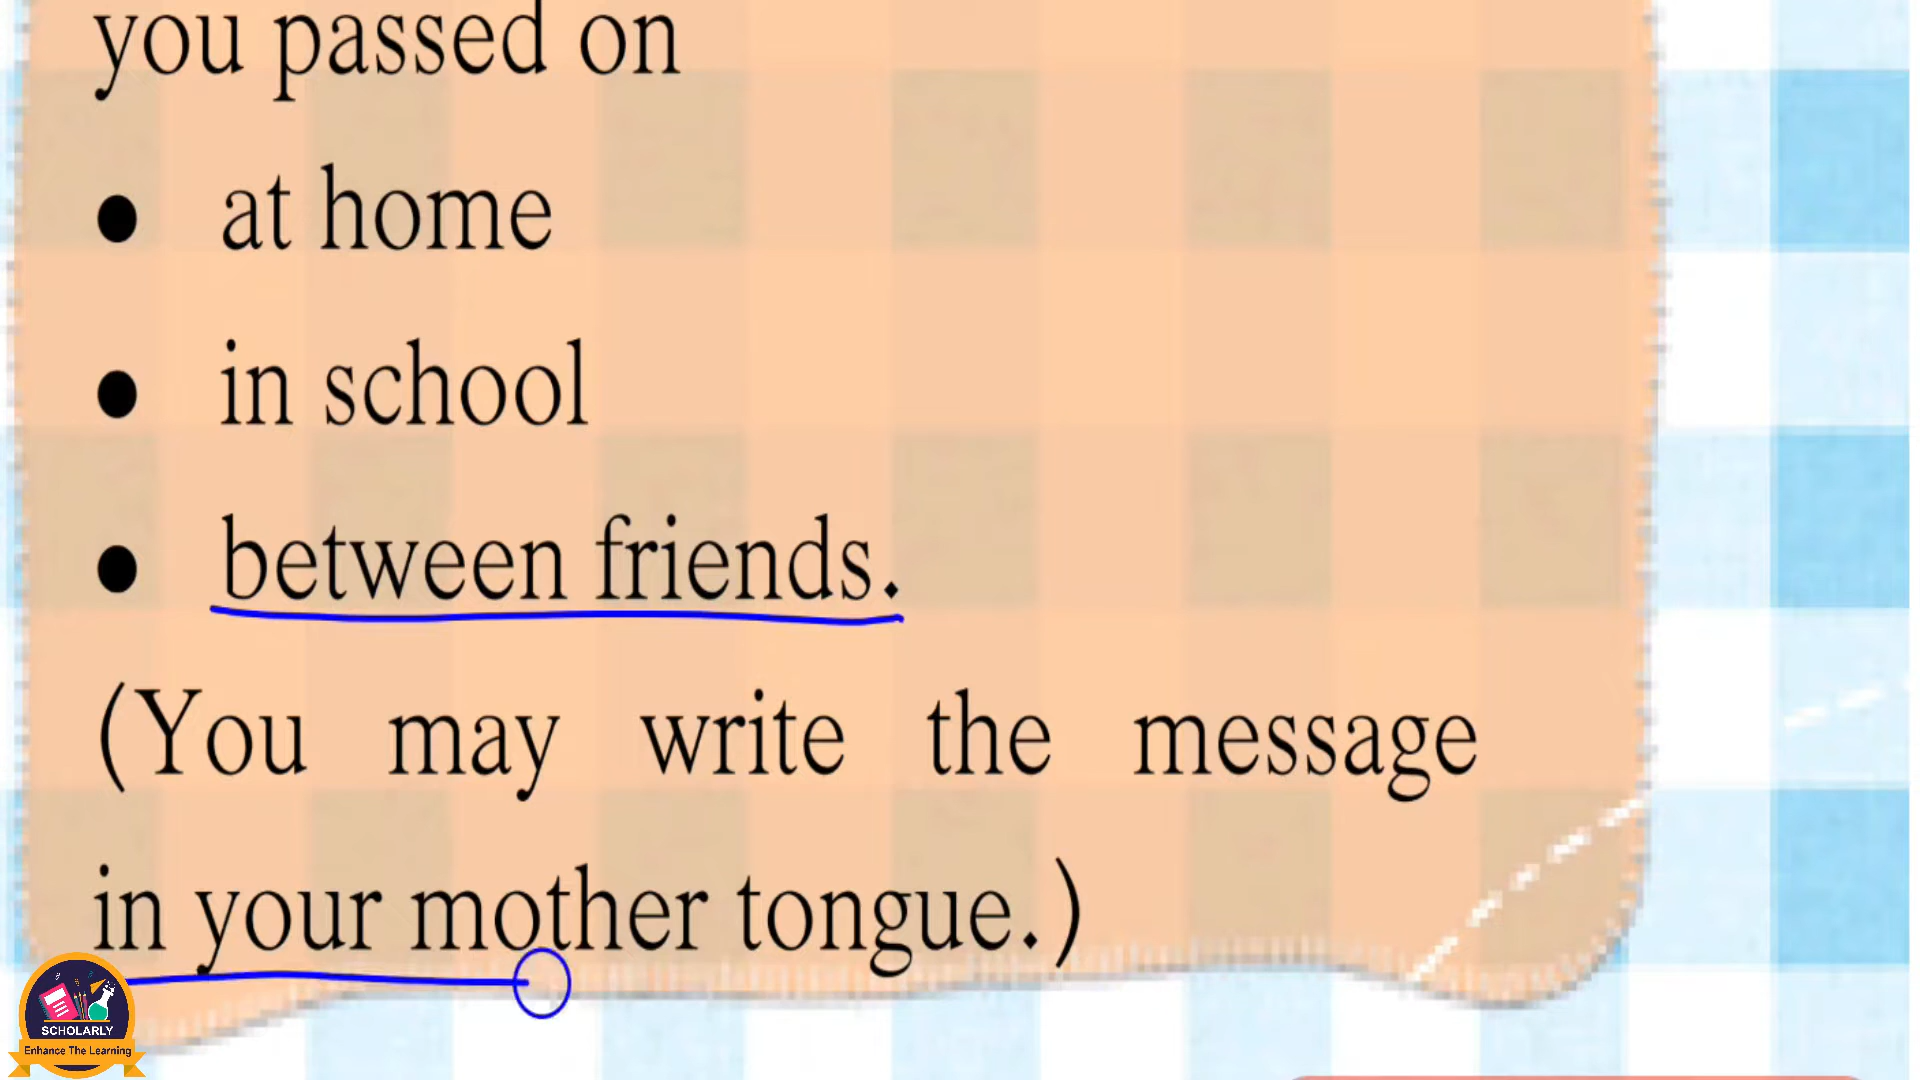 you passed on
● at home
● in school
● between friends.
(You may write the message
in your mother tongue.)
SCHOLARLY
Enhance The Learning